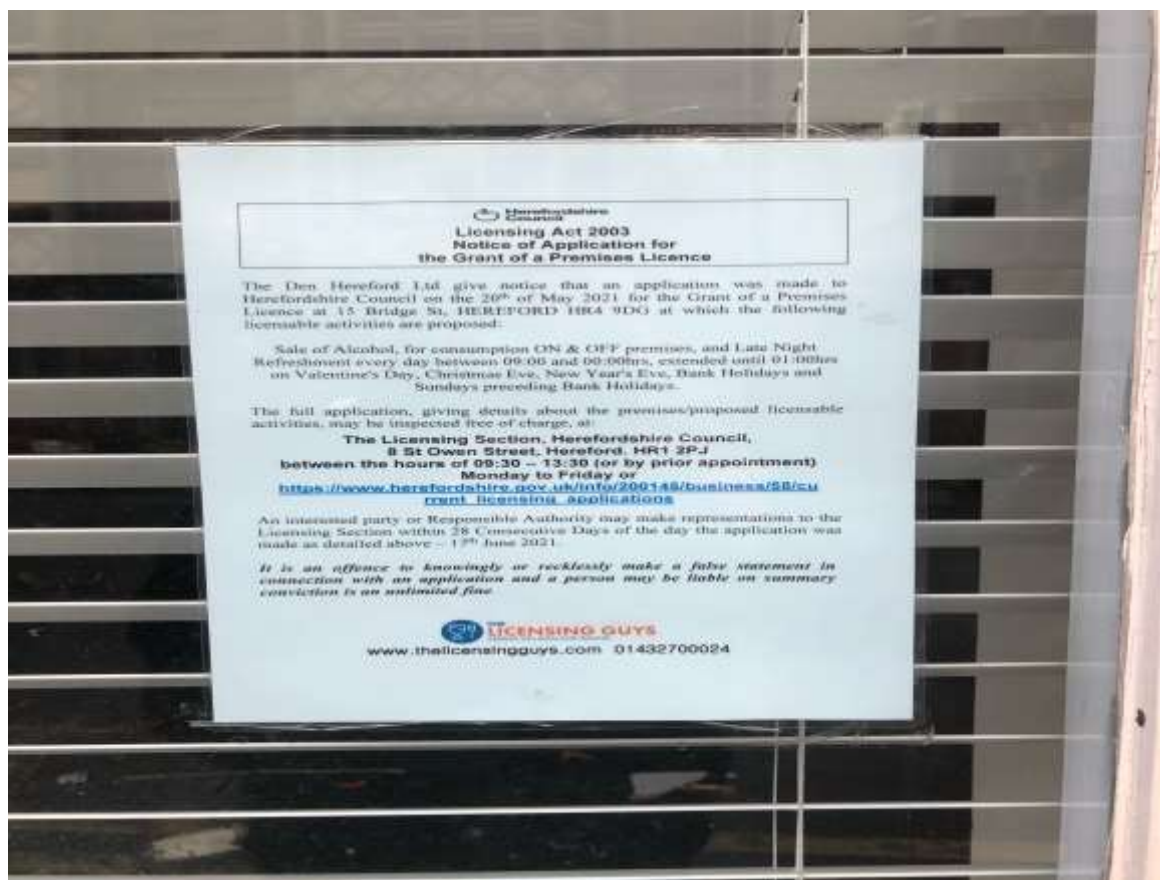 Herefordshire
Council
Licensing Act 2003
Notice of Application for
the Grant of a Premises Licence
The Den Hereford Ltd give notice that an application was made to
Herefordshire Council on the 20th of May 2021 for the Grant of a Premises
Licence at 15 Bridge St, HEREFORD HR4 9DG at which the following
licensable activities are proposed:
Sale of Alcohol, for consumption ON & OFF premises, and Late Night
Refreshment every day between 09:00 and 00:00hrs, extended until 01:00hrs
on Valentine's Day, Christmas Eve, New Year's Eve, Bank Holidays and
Sundays preceding Bank Holidays.
The full application, giving details about the premises/proposed licensable
activities, may be inspected free of charge, at:
The Licensing Section, Herefordshire Council,
8 St Owen Street, Hereford. HR1 2PJ
between the hours of 09:30 – 13:30 (or by prior appointment)
Monday to Friday or
https://www.herefordshire.gov.uk/info/200148/business/58/cu
rrent_licensing_applications
An interested party or Responsible Authority may make representations to the
Licensing Section within 28 Consecutive Days of the day the application was
made as detailed above – 17th June 2021.
It is an offence to knowingly or recklessly make a false statement in
connection with an application and a person may be liable on summary
conviction is an unlimited fine
THE
LICENSING GUYS
www.thelicensingguys.com 01432700024